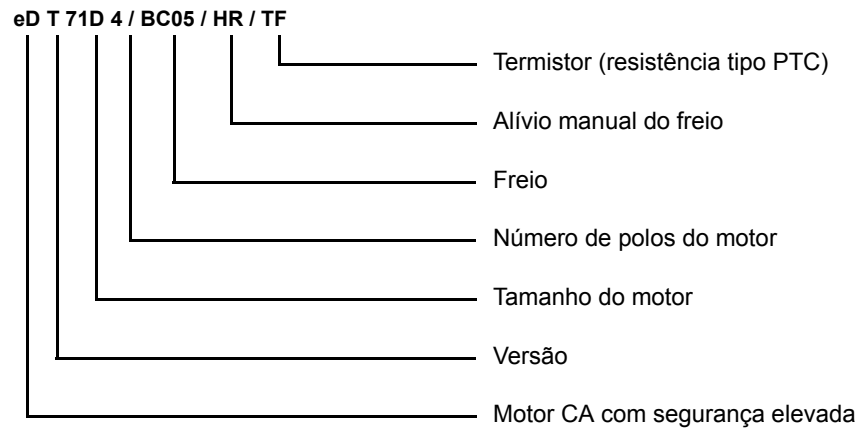 eD T 71D 4 / BC05 / HR / TF
Termistor (resistência tipo PTC)
Alívio manual do freio
Freio
Número de polos do motor
Tamanho do motor
Versão
Motor CA com segurança elevada